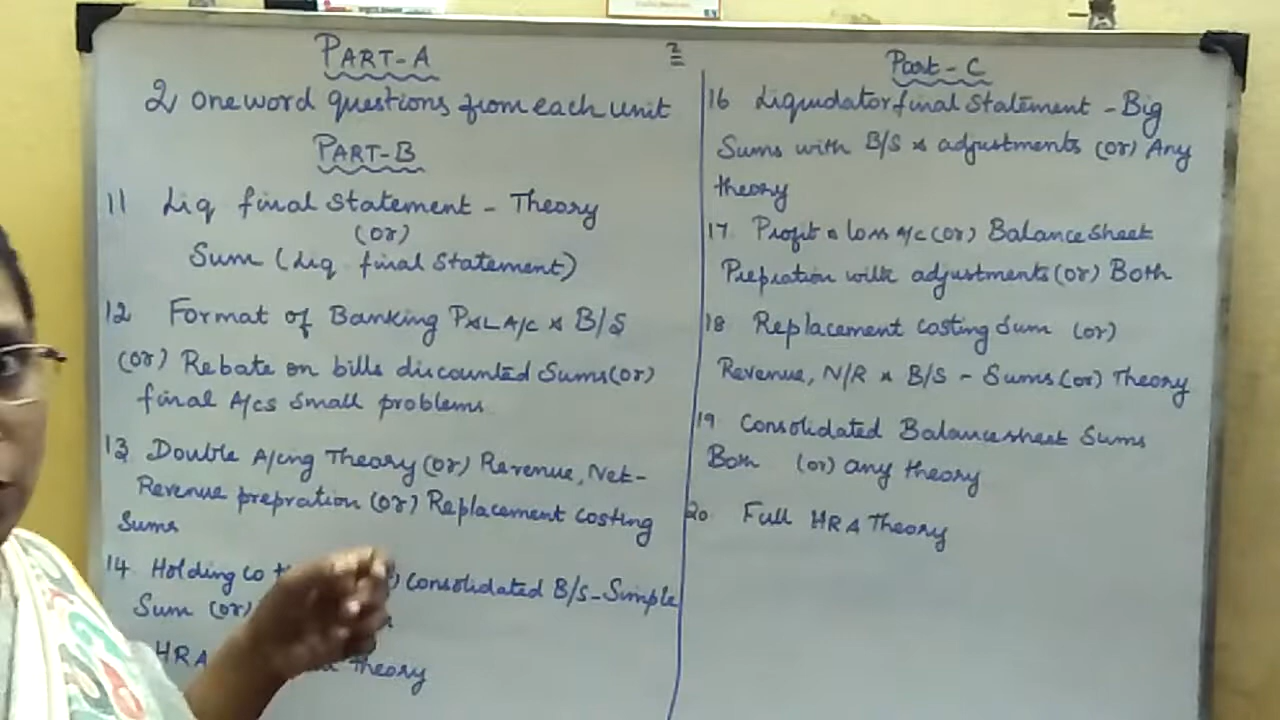 PART-A
2 one word questions from each unit
PART-B
11 Liq final Statement - Theory
(or)
Sum (Liq. final Statement)
12 Format of Banking P&L A/c & B/S
(or) Rebate on bills discounted Sums (or)
final A/cs Small problems
13 Double A/cing Theory (or) Revenue, Net-
Revenue prepration (or) Replacement Costing
Sums
14 Holding Co Consolidated B/S - Simple
Sum (or)
HRA Theory
2
Part-C
16 Liquidator final Statement - Big
Sums with B/S & adjustments (or) Any
theory
17. Profit & loss A/C (or) Balance Sheet
Prepration with adjustments (or) Both
18 Replacement Costing Sum (or)
Revenue, N/R & B/S - Sums (or) Theory
19 Consolidated Balancesheet Sums
Both (or) any theory
20 Full HRA Theory